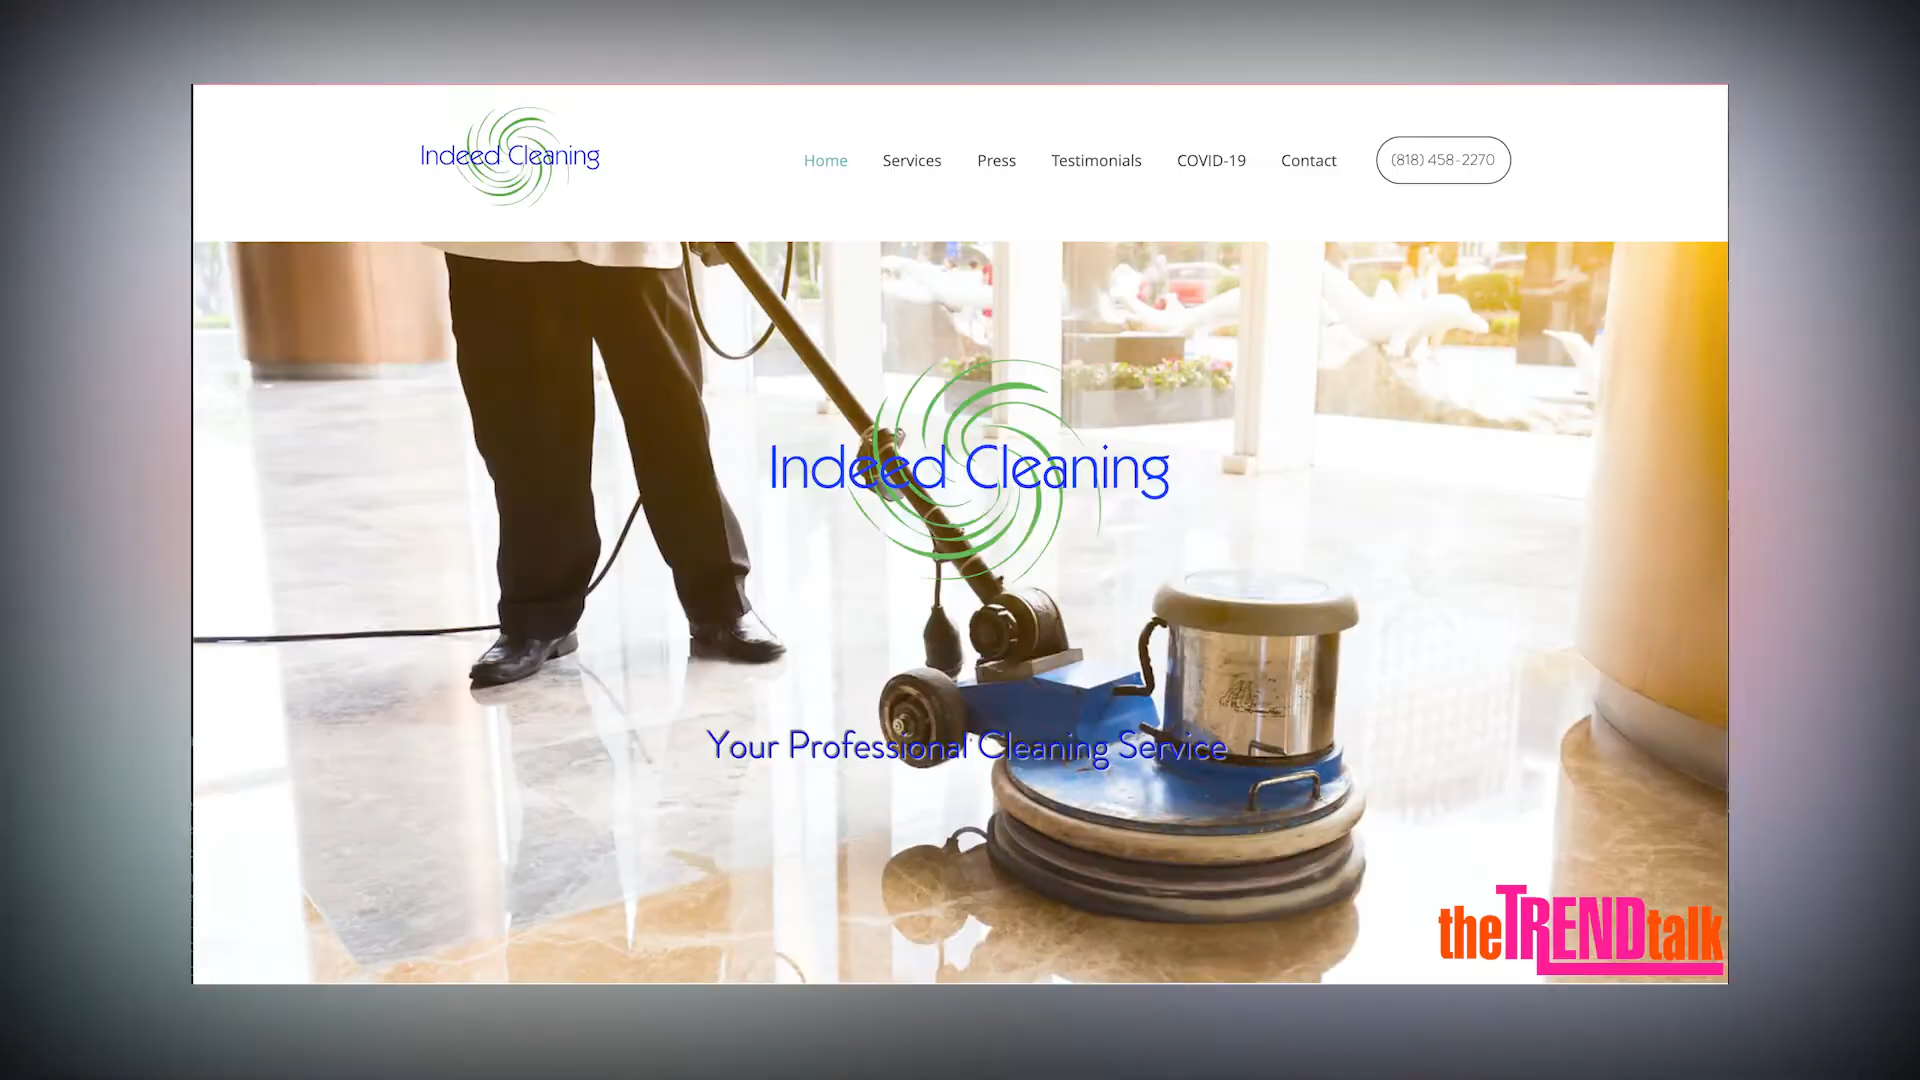 Indeed Cleaning
Home Services Press Testimonials COVID-19 Contact (818) 458-2270
Indeed Cleaning
Your Professional Cleaning Service
theTRENDtalk